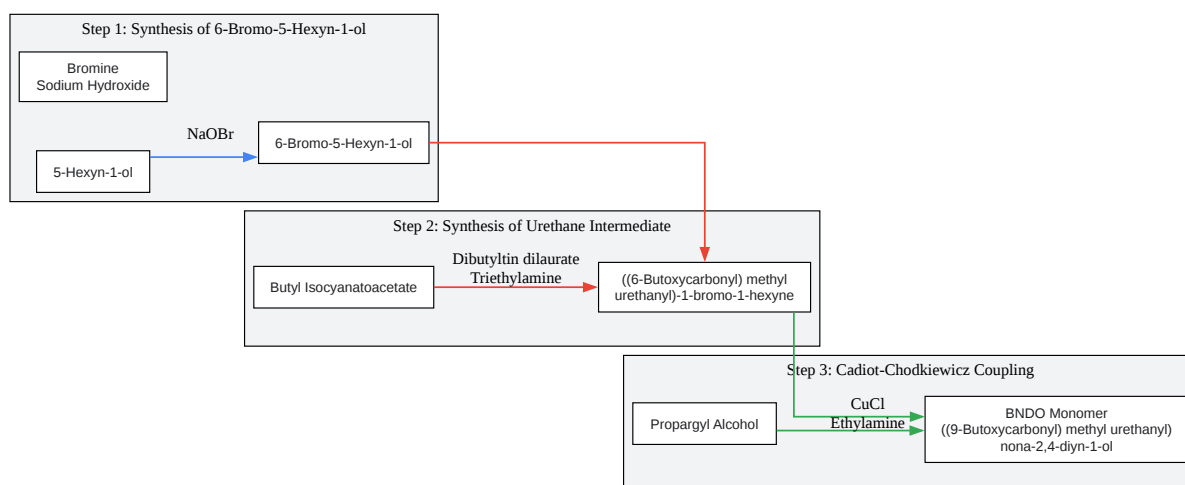 Step 1: Synthesis of 6-Bromo-5-Hexyn-1-ol
Bromine
Sodium Hydroxide
NaOBr
5-Hexyn-1-ol
6-Bromo-5-Hexyn-1-ol
Step 2: Synthesis of Urethane Intermediate
Butyl Isocyanatoacetate
Dibutyltin dilaurate
Triethylamine
((6-Butoxycarbonyl) methyl
urethanyl)-1-bromo-1-hexyne
Step 3: Cadiot-Chodkiewicz Coupling
Propargyl Alcohol
CuCl
Ethylamine
BNDO Monomer
((9-Butoxycarbonyl) methyl urethanyl)
nona-2,4-diyn-1-ol